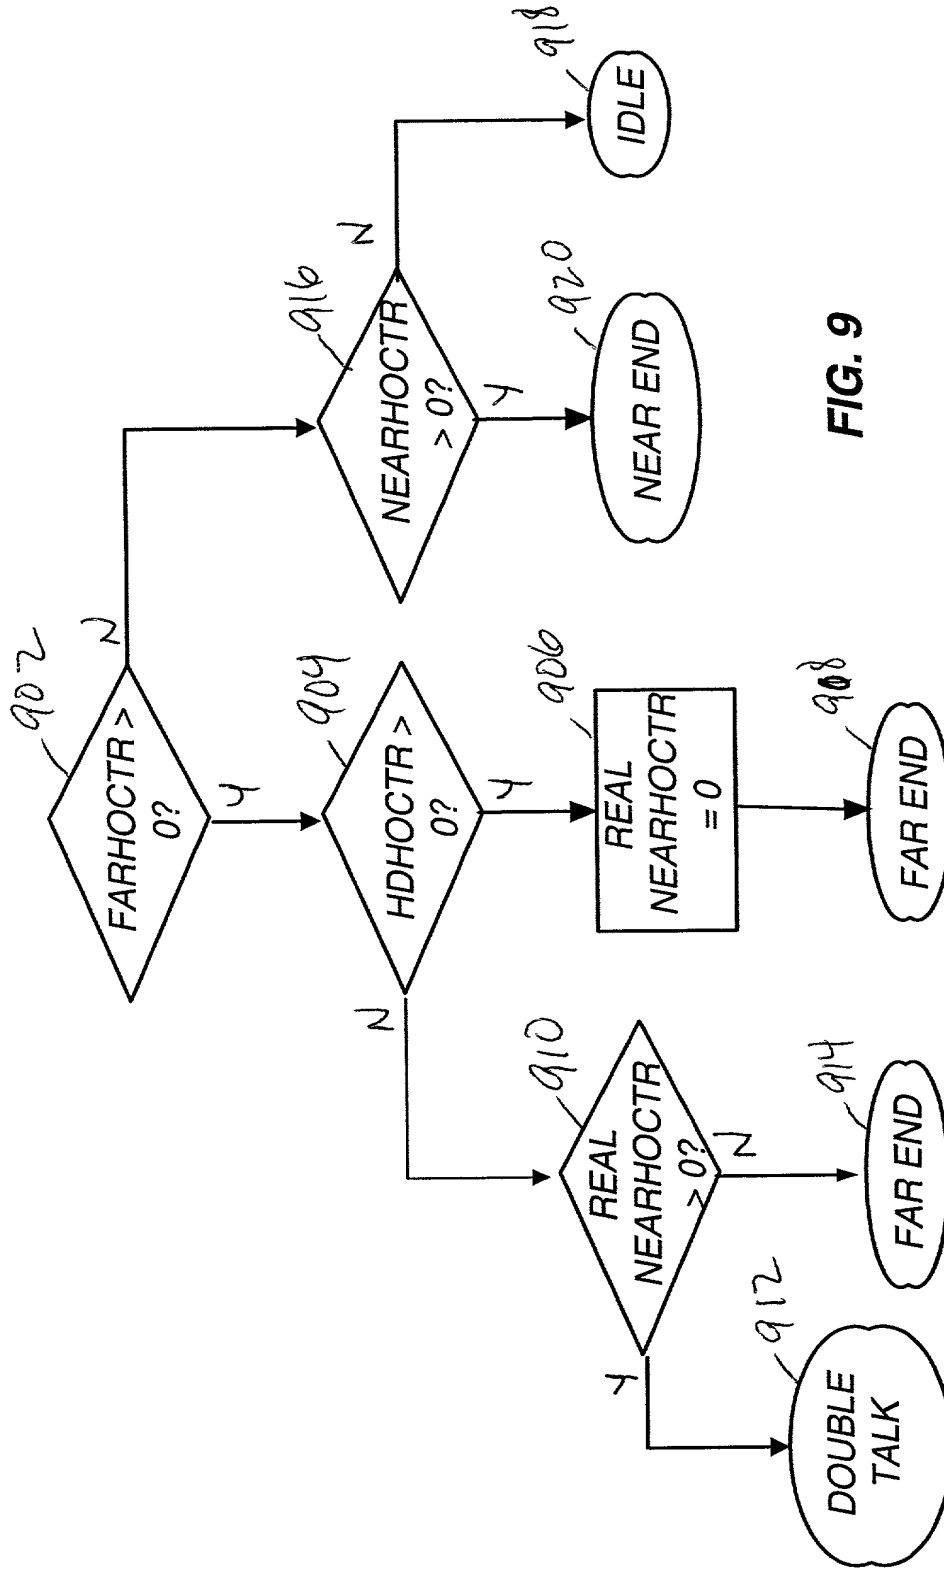 902
FARHOCTR >
0?
N
Y
904
HDHOCTR >
0?
N
Y
916
NEARHOCTR
> 0?
N
Y
910
REAL
NEARHOCTR
> 0?
Y
N
906
REAL
NEARHOCTR
= 0
920
NEAR END
918
IDLE
912
DOUBLE
TALK
914
FAR END
908
FAR END
FIG. 9